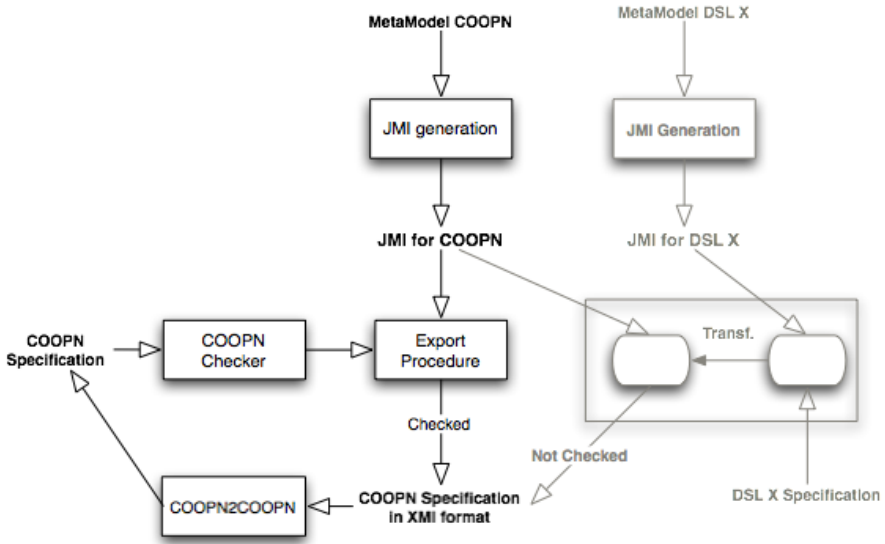 MetaModel COOPN
MetaModel DSL X
JMI generation
JMI Generation
JMI for COOPN
JMI for DSL X
COOPN
Specification
COOPN
Checker
Export
Procedure
Transf.
Checked
Not Checked
COOPN2COOPN
COOPN Specification
in XMI format
DSL X Specification